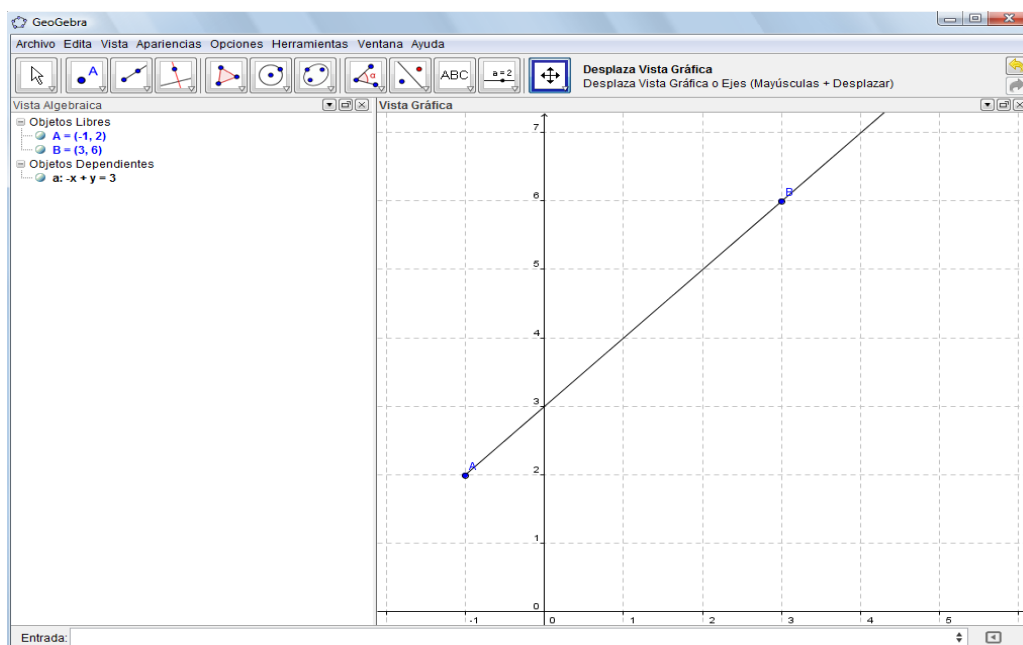 GeoGebra
Archivo Edita Vista Apariencias Opciones Herramientas Ventana Ayuda
A
α
ABC
a = 2
Desplaza Vista Gráfica
Desplaza Vista Gráfica o Ejes (Mayúsculas + Desplazar)
Vista Algebraica
Objetos Libres
A = (-1, 2)
B = (3, 6)
Objetos Dependientes
a: -x + y = 3
Vista Gráfica
7
6
B
5
4
3
A
2
1
0
-1 0 1 2 3 4 5
Entrada: